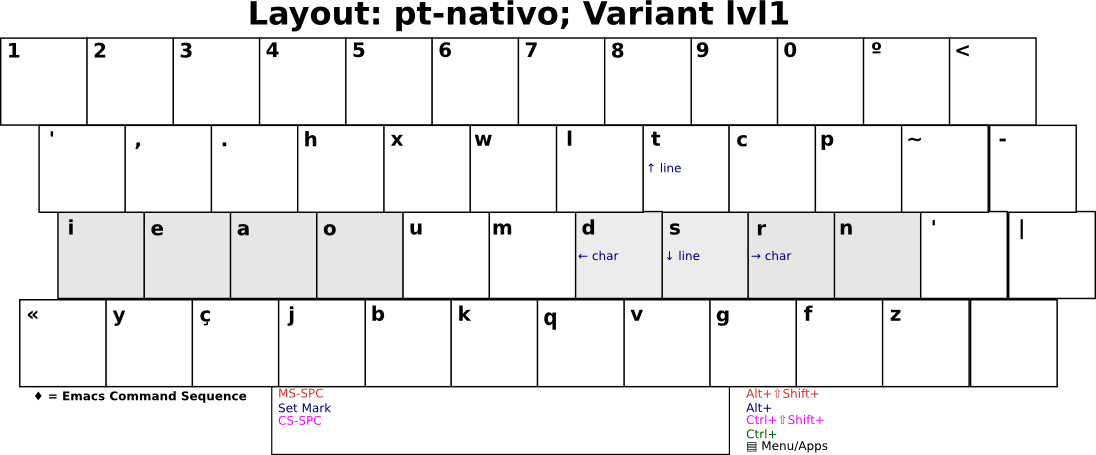 Layout: pt-nativo; Variant lvl1
1 2 3 4 5 6 7 8 9 0 º <
' , . h x w l t c p ~ -
↑ line
i e a o u m d s r n ' |
← char ↓ line → char
« y ç j b k q v g f z
♦ = Emacs Command Sequence
MS-SPC
Set Mark
CS-SPC
Alt+⇧Shift+
Alt+
Ctrl+⇧Shift+
Ctrl+
▤ Menu/Apps